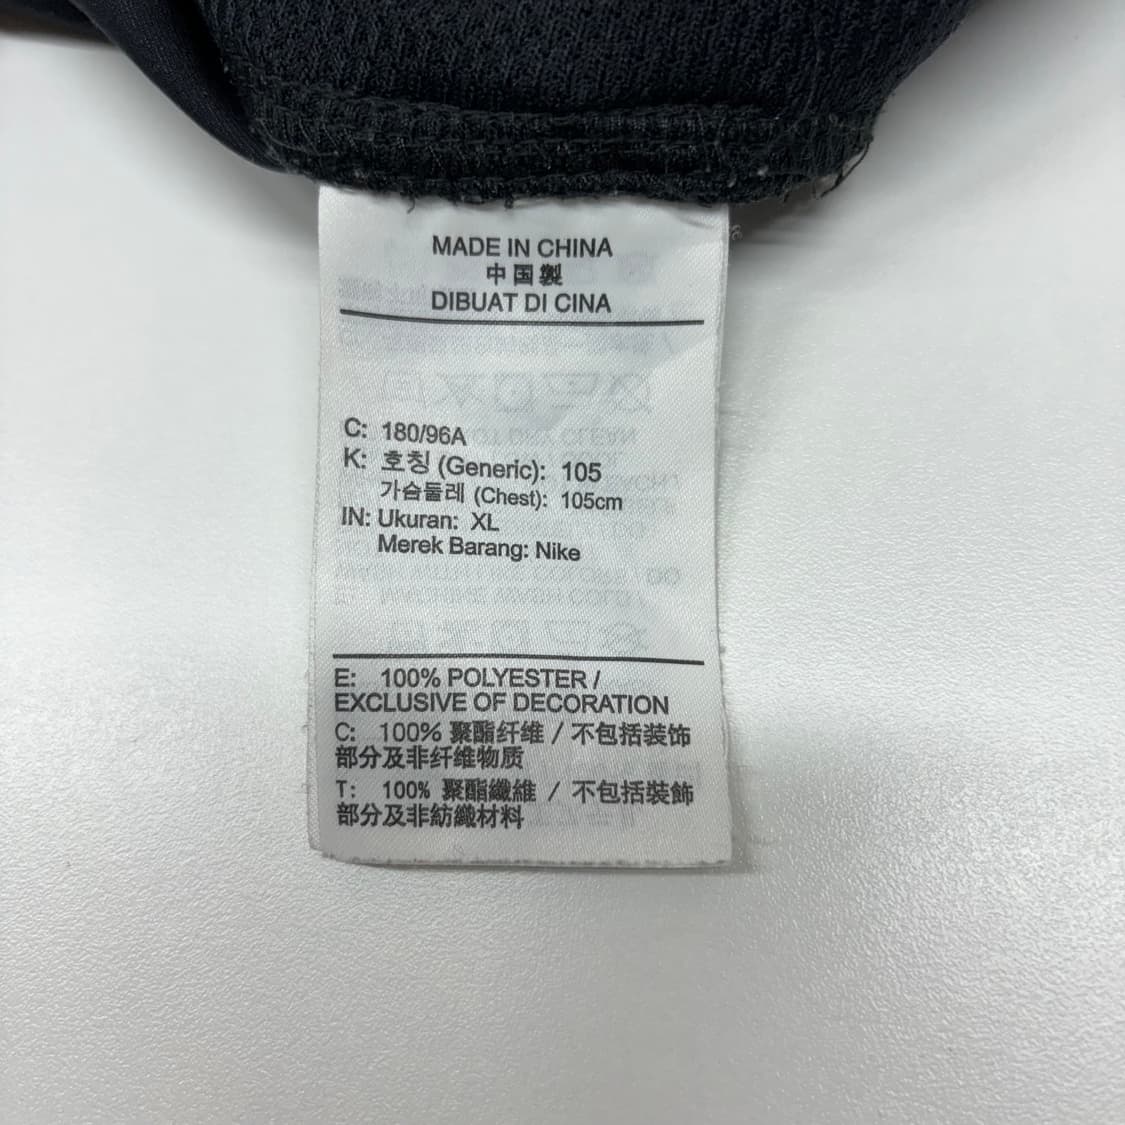 MADE IN CHINA
中国製
DIBUAT DI CINA
C: 180/96A
K: 호칭 (Generic): 105
가슴둘레 (Chest): 105cm
IN: Ukuran: XL
Merek Barang: Nike
E: 100% POLYESTER /
EXCLUSIVE OF DECORATION
C: 100% 聚酯纤维 / 不包括装饰
部分及非纤维物质
T: 100% 聚酯纖維 / 不包括裝飾
部分及非紡織材料